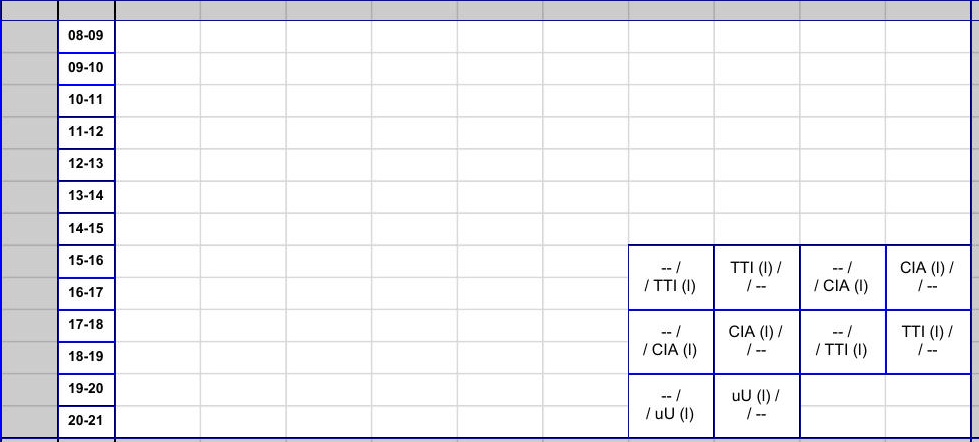 08-09
09-10
10-11
11-12
12-13
13-14
14-15
15-16
16-17
-- /
/ TTI (l)
TTI (l) /
/ --
-- /
/ CIA (l)
CIA (l) /
/ --
17-18
18-19
-- /
/ CIA (l)
CIA (l) /
/ --
-- /
/ TTI (l)
TTI (l) /
/ --
19-20
20-21
-- /
/ uU (l)
uU (l) /
/ --